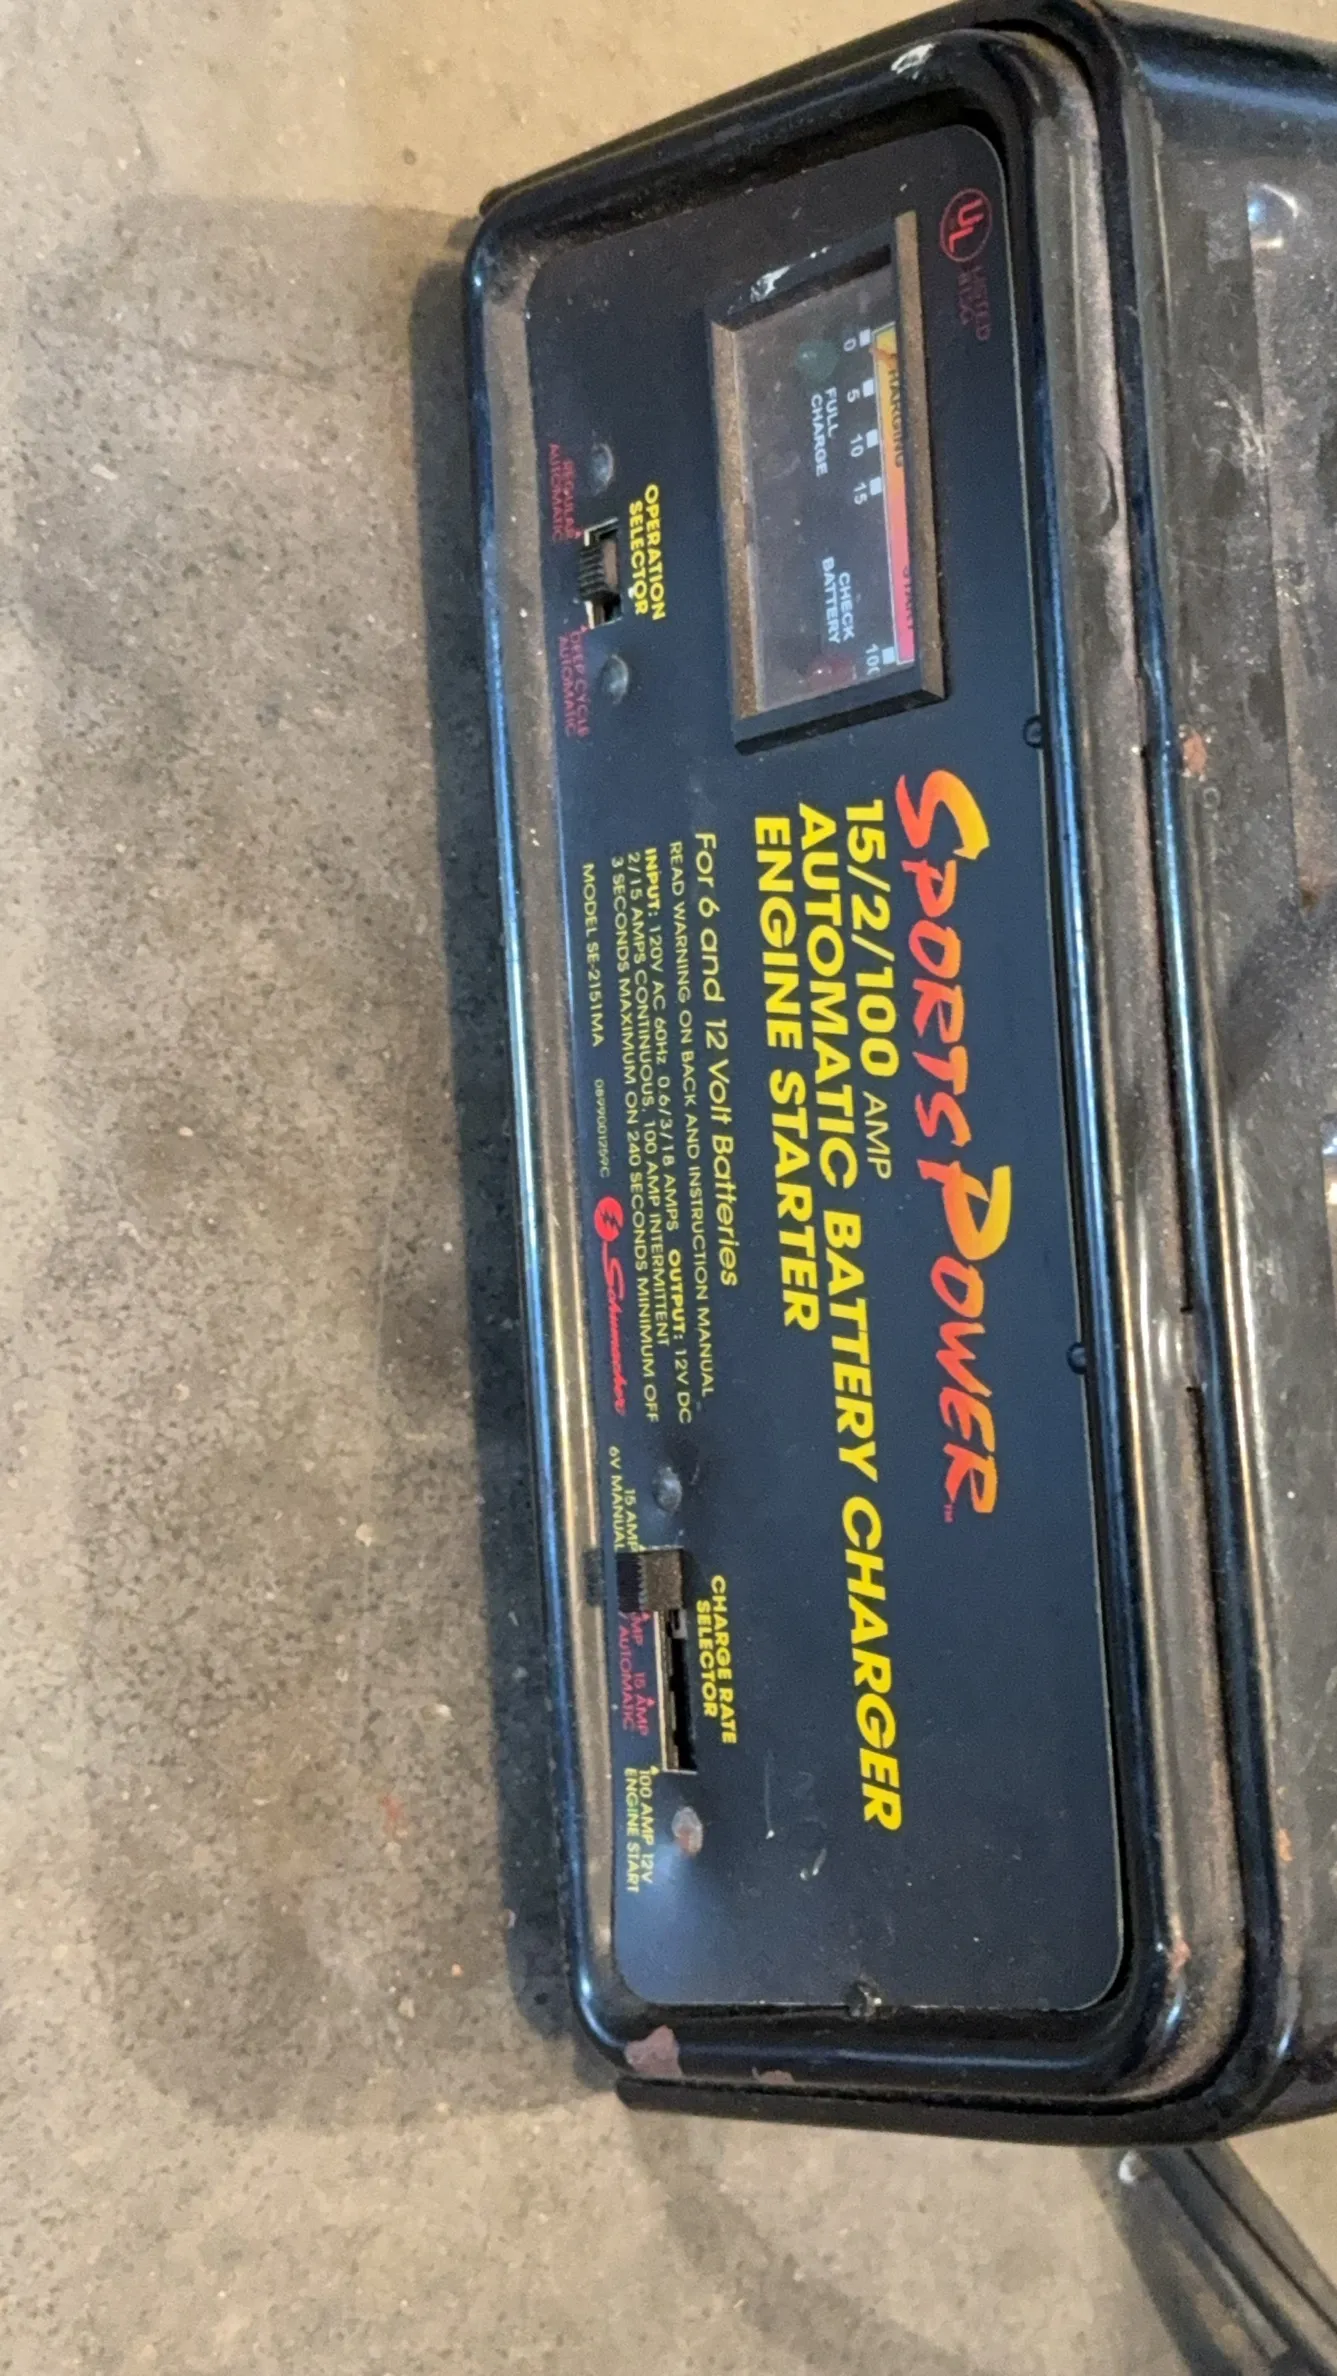 UL LISTED
CHARGING START
0 5 10 15 100
FULL
CHARGE
CHECK
BATTERY
OPERATION
SELECTOR
REGULAR
AUTOMATIC
DEEP CYCLE
AUTOMATIC
SPORTS POWER™
15/2/100 AMP
AUTOMATIC BATTERY CHARGER
ENGINE STARTER
For 6 and 12 Volt Batteries
READ WARNING ON BACK AND INSTRUCTION MANUAL
INPUT: 120V AC 60Hz 0.6/3/18 AMPS OUTPUT: 12V DC
2/15 AMPS CONTINUOUS, 100 AMP INTERMITTENT
3 SECONDS MAXIMUM ON 240 SECONDS MINIMUM OFF
MODEL SE-2151MA 0899001259C Schumacher
CHARGE RATE
SELECTOR
15 AMP
6V MANUAL
AMP 15 AMP
AUTOMATIC
100 AMP 12V
ENGINE START